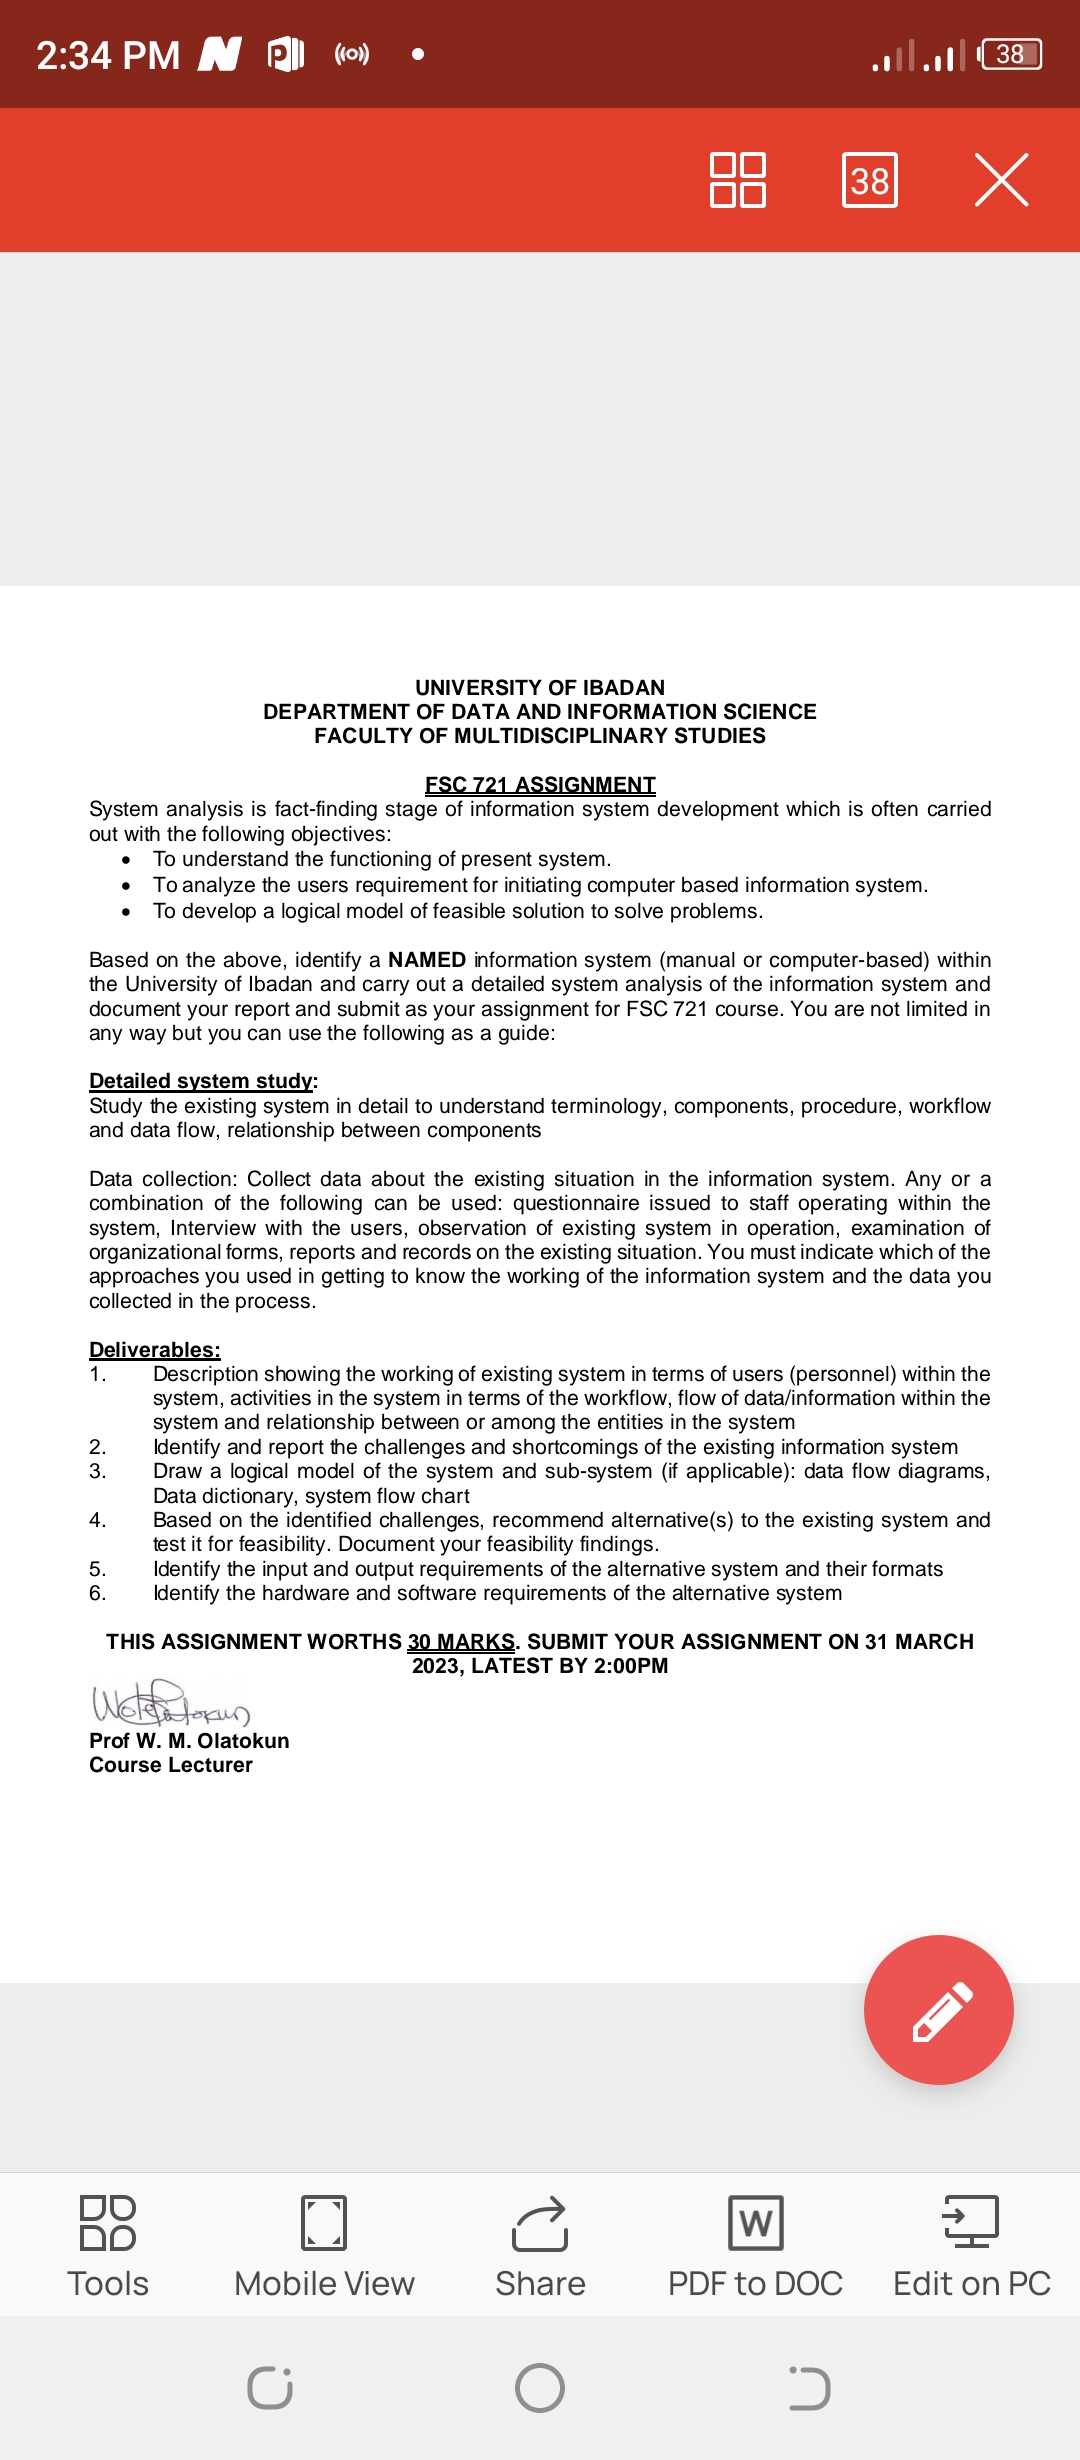 2:34 PM
38
38
UNIVERSITY OF IBADAN
DEPARTMENT OF DATA AND INFORMATION SCIENCE
FACULTY OF MULTIDISCIPLINARY STUDIES
FSC 721 ASSIGNMENT
System analysis is fact-finding stage of information system development which is often carried
out with the following objectives:
• To understand the functioning of present system.
• To analyze the users requirement for initiating computer based information system.
• To develop a logical model of feasible solution to solve problems.
Based on the above, identify a NAMED information system (manual or computer-based) within
the University of Ibadan and carry out a detailed system analysis of the information system and
document your report and submit as your assignment for FSC 721 course. You are not limited in
any way but you can use the following as a guide:
Detailed system study:
Study the existing system in detail to understand terminology, components, procedure, workflow
and data flow, relationship between components
Data collection: Collect data about the existing situation in the information system. Any or a
combination of the following can be used: questionnaire issued to staff operating within the
system, Interview with the users, observation of existing system in operation, examination of
organizational forms, reports and records on the existing situation. You must indicate which of the
approaches you used in getting to know the working of the information system and the data you
collected in the process.
Deliverables:
1. Description showing the working of existing system in terms of users (personnel) within the
system, activities in the system in terms of the workflow, flow of data/information within the
system and relationship between or among the entities in the system
2. Identify and report the challenges and shortcomings of the existing information system
3. Draw a logical model of the system and sub-system (if applicable): data flow diagrams,
Data dictionary, system flow chart
4. Based on the identified challenges, recommend alternative(s) to the existing system and
test it for feasibility. Document your feasibility findings.
5. Identify the input and output requirements of the alternative system and their formats
6. Identify the hardware and software requirements of the alternative system
THIS ASSIGNMENT WORTHS 30 MARKS. SUBMIT YOUR ASSIGNMENT ON 31 MARCH
2023, LATEST BY 2:00PM
Prof W. M. Olatokun
Course Lecturer
W
Tools
Mobile View
Share
PDF to DOC
Edit on PC